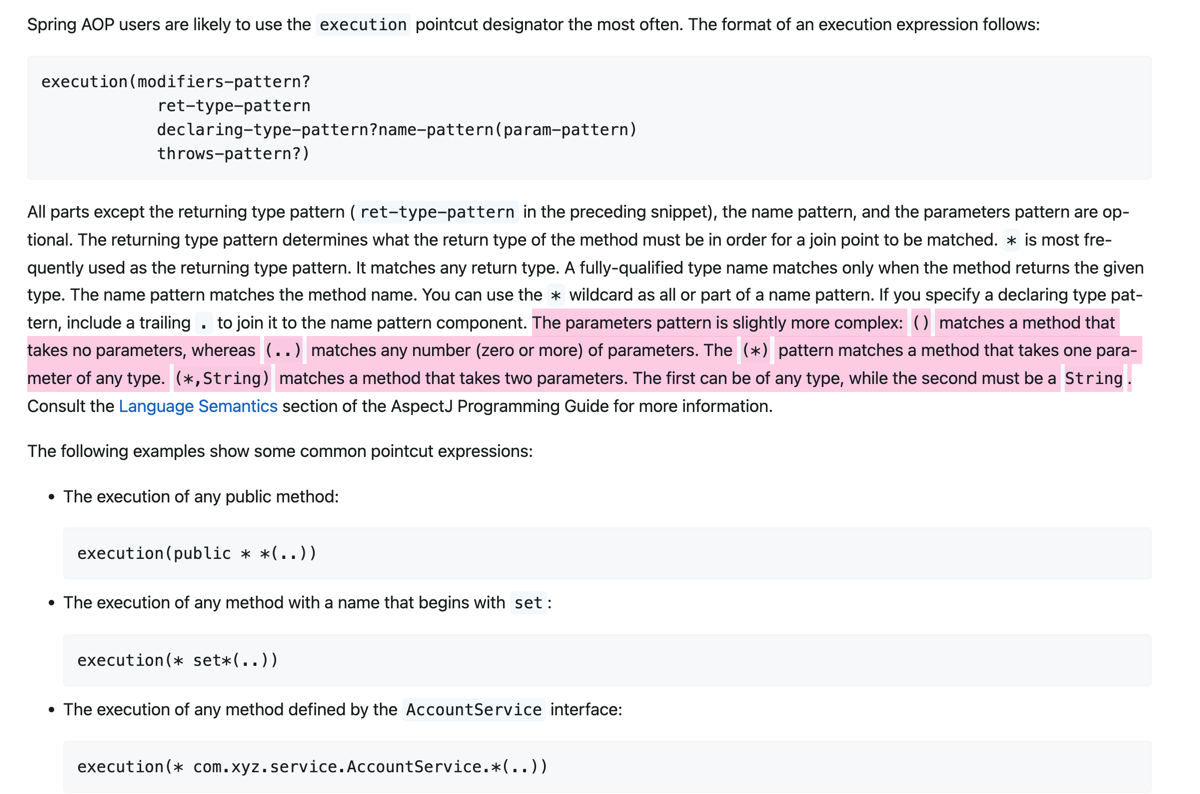 Spring AOP users are likely to use the execution pointcut designator the most often. The format of an execution expression follows:
execution(modifiers-pattern?
ret-type-pattern
declaring-type-pattern?name-pattern(param-pattern)
throws-pattern?)
All parts except the returning type pattern ( ret-type-pattern in the preceding snippet), the name pattern, and the parameters pattern are op-
tional. The returning type pattern determines what the return type of the method must be in order for a join point to be matched. * is most fre-
quently used as the returning type pattern. It matches any return type. A fully-qualified type name matches only when the method returns the given
type. The name pattern matches the method name. You can use the * wildcard as all or part of a name pattern. If you specify a declaring type pat-
tern, include a trailing . to join it to the name pattern component. The parameters pattern is slightly more complex: () matches a method that
takes no parameters, whereas (..) matches any number (zero or more) of parameters. The (*) pattern matches a method that takes one para-
meter of any type. (*,String) matches a method that takes two parameters. The first can be of any type, while the second must be a String .
Consult the Language Semantics section of the AspectJ Programming Guide for more information.
The following examples show some common pointcut expressions:
• The execution of any public method:
execution(public * *(..))
• The execution of any method with a name that begins with set :
execution(* set*(..))
• The execution of any method defined by the AccountService interface:
execution(* com.xyz.service.AccountService.*(..))